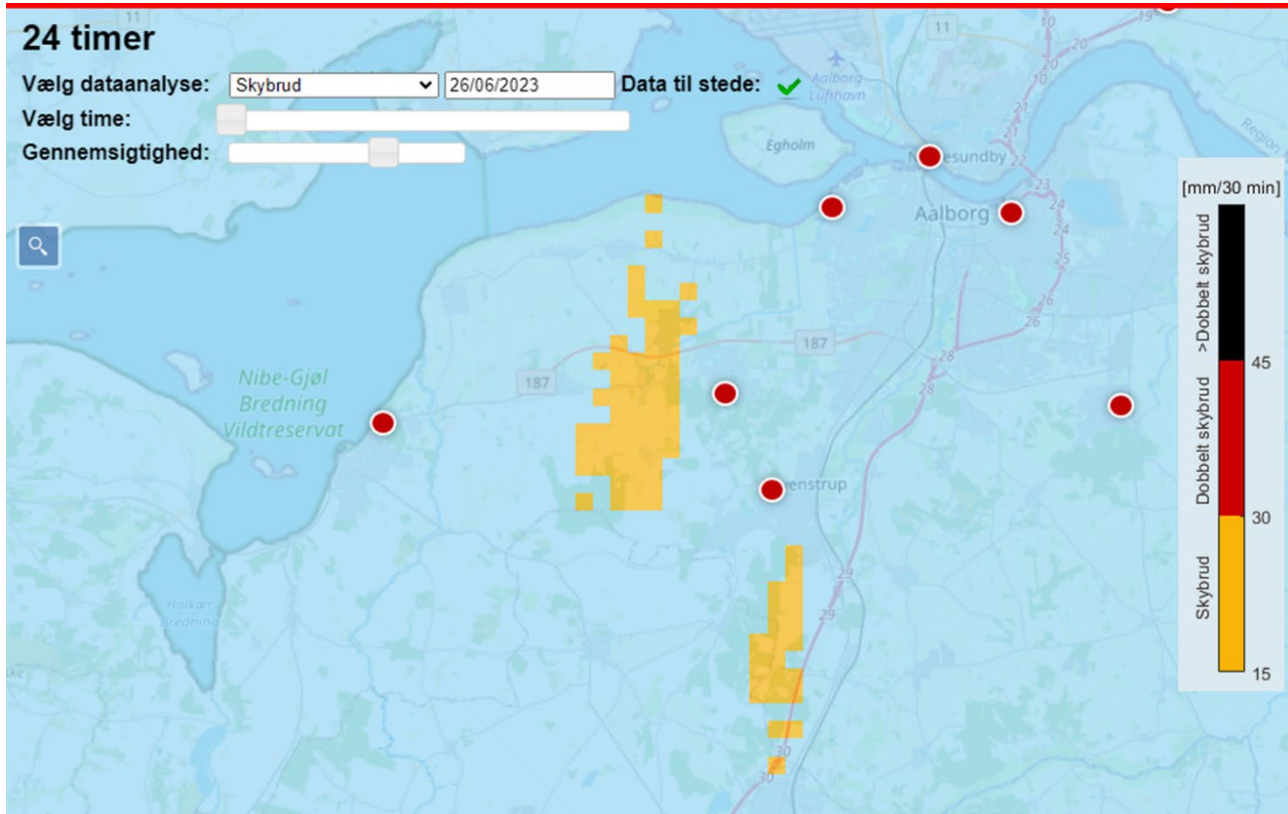 24 timer
Vælg dataanalyse: Skybrud 26/06/2023 Data til stede:
Vælg time:
Gennemsigtighed:
11
11
10
19
20
20
10
21
21
Aalborg
Lufthavn
Egholm
22
23
24
24
25
26
26
Aalborg
Region
[mm/30 min]
>Dobbelt skybrud
45
Dobbelt skybrud
30
Skybrud
15
187
187
28
28
Nibe-Gjøl
Bredning
Vildtreservat
enstrup
29
29
Halkær
Bredning
30
30